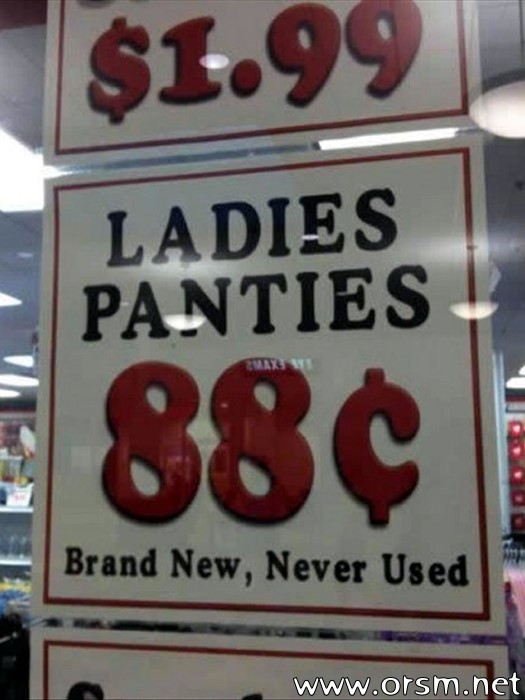 $1.99
LADIES
PANTIES
88¢
Brand New, Never Used
www.orsm.net